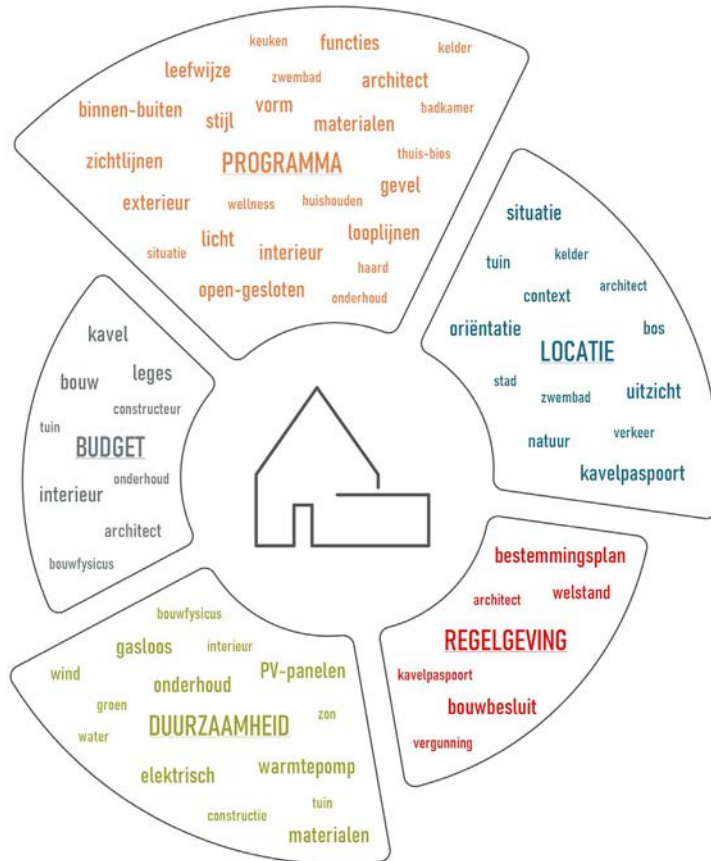 keuken
functies
kelder
leefwijze
zwembad
architect
binnen-buiten
stijl
vorm
materialen
badkamer
zichtlijnen
PROGRAMMA
thuis-bios
gevel
exterieur
wellness
huishouden
licht
interieur
looplijnen
situatie
haard
open-gesloten
onderhoud
situatie
tuin
kelder
architect
context
oriëntatie
bos
LOCATIE
stad
zwembad
uitzicht
natuur
verkeer
kavelpaspoort
bestemmingsplan
architect
welstand
REGELGEVING
kavelpaspoort
bouwbesluit
vergunning
bouwfysicus
gasloos
interieur
wind
onderhoud
PV-panelen
groen
zon
water
DUURZAAMHEID
elektrisch
warmtepomp
tuin
constructie
materialen
kavel
bouw
leges
constructeur
tuin
BUDGET
onderhoud
interieur
architect
bouwfysicus